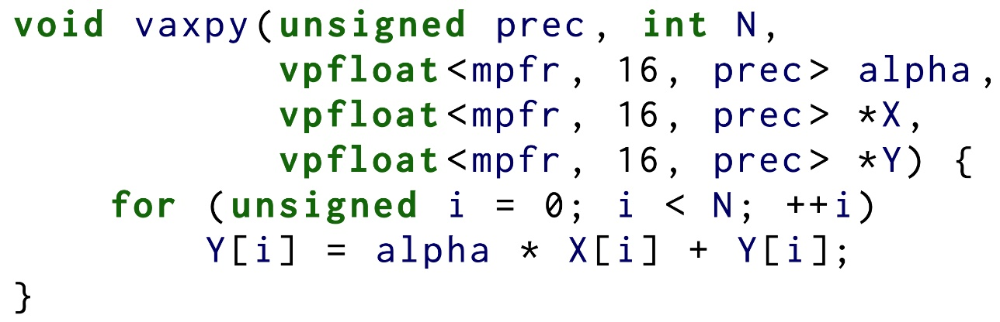 void vaxpy(unsigned prec, int N,
           vpfloat<mpfr, 16, prec> alpha,
           vpfloat<mpfr, 16, prec> *X,
           vpfloat<mpfr, 16, prec> *Y) {
    for (unsigned i = 0; i < N; ++i)
        Y[i] = alpha * X[i] + Y[i];
}